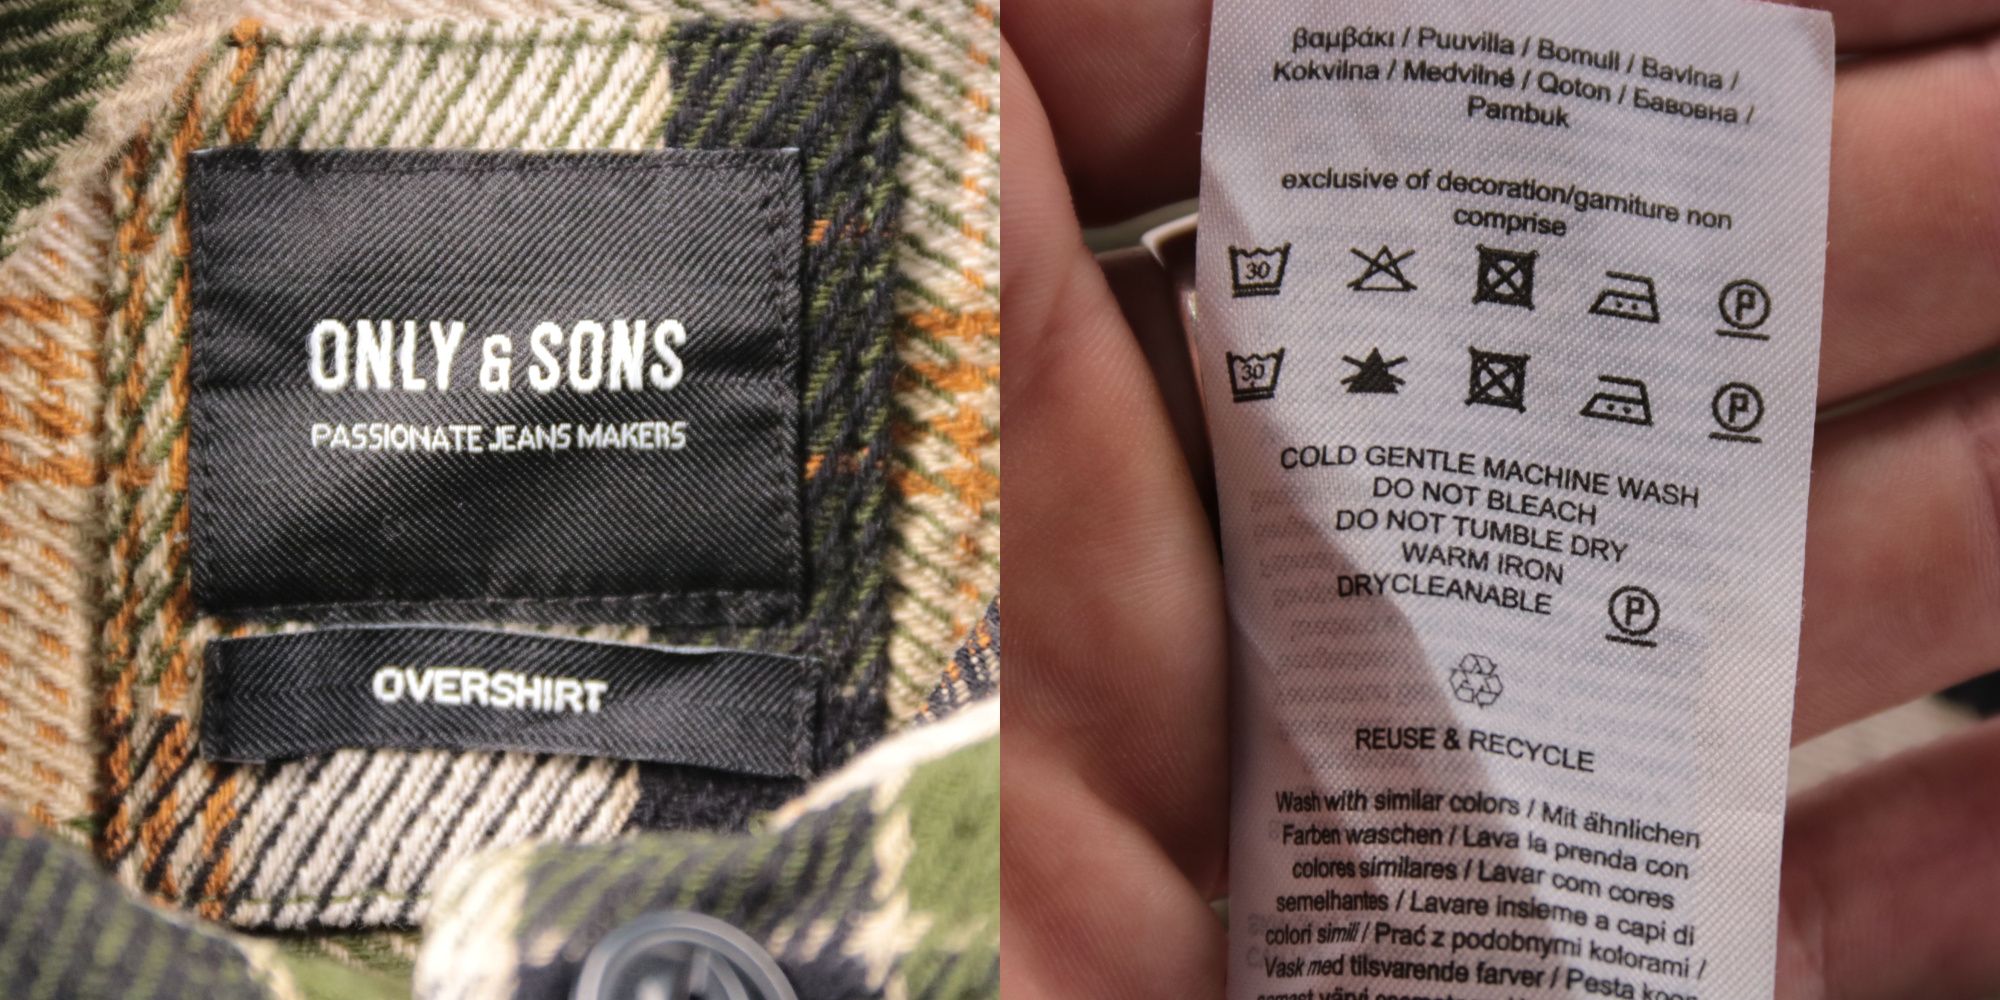 ONLY & SONS
PASSIONATE JEANS MAKERS
OVERSHIRT
βαμβάκι / Puuvilla / Bomull / Bavlna /
Kokvilna / Medvilnė / Qoton / Бавовна /
Pambuk
exclusive of decoration/garniture non
comprise
30
P
30
P
COLD GENTLE MACHINE WASH
DO NOT BLEACH
DO NOT TUMBLE DRY
WARM IRON
DRYCLEANABLE
P
REUSE & RECYCLE
Wash with similar colors / Mit ähnlichen
Farben waschen / Lava la prenda con
colores similares / Lavar com cores
semelhantes / Lavare insieme a capi di
colori simili / Prać z podobnymi kolorami /
Vask med tilsvarende farver / Pesta koos